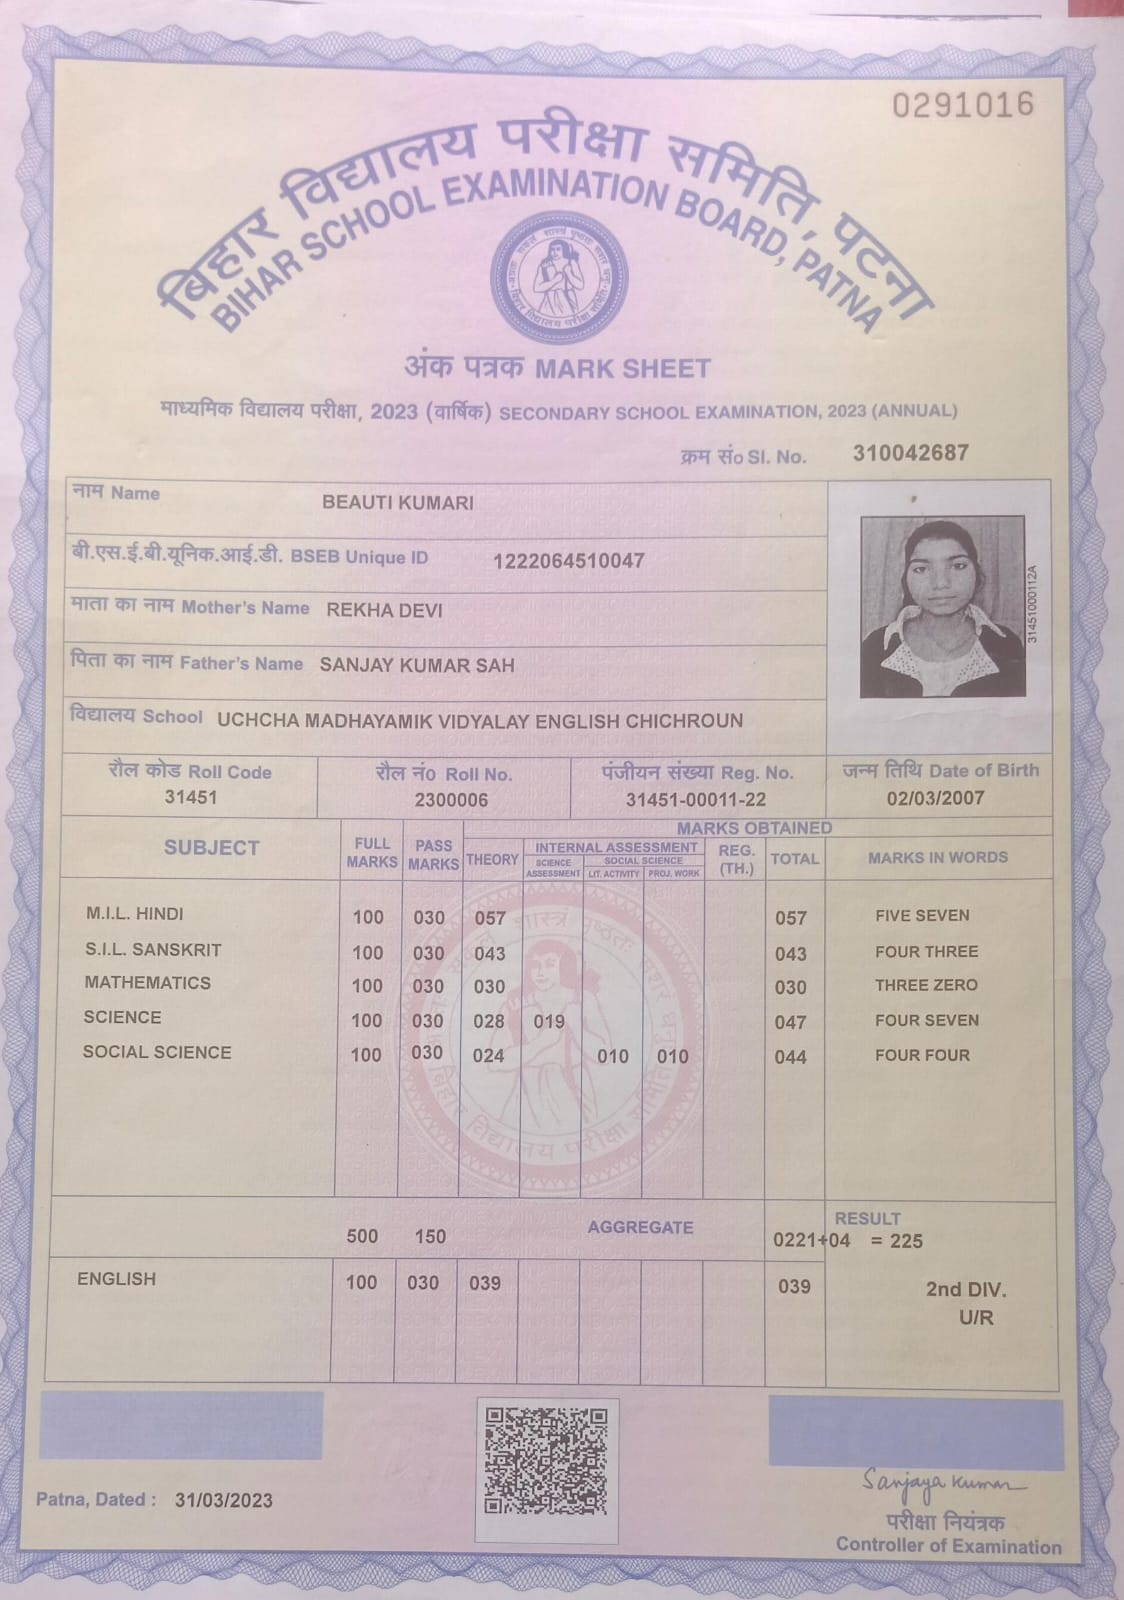 0291016
बिहार विद्यालय परीक्षा समिति, पटना
BIHAR SCHOOL EXAMINATION BOARD, PATNA
अंक पत्रक MARK SHEET
माध्यमिक विद्यालय परीक्षा, 2023 (वार्षिक) SECONDARY SCHOOL EXAMINATION, 2023 (ANNUAL)
क्रम सं० Sl. No. 310042687
नाम Name BEAUTI KUMARI
बी.एस.ई.बी.यूनिक.आई.डी. BSEB Unique ID 1222064510047
माता का नाम Mother's Name REKHA DEVI
पिता का नाम Father's Name SANJAY KUMAR SAH
विद्यालय School UCHCHA MADHAYAMIK VIDYALAY ENGLISH CHICHROUN
31451000112A
रौल कोड Roll Code रौल नं० Roll No. पंजीयन संख्या Reg. No. जन्म तिथि Date of Birth
31451 2300006 31451-00011-22 02/03/2007
SUBJECT FULL MARKS PASS MARKS MARKS OBTAINED
THEORY INTERNAL ASSESSMENT REG. (TH.) TOTAL MARKS IN WORDS
SCIENCE ASSESSMENT SOCIAL SCIENCE
LIT. ACTIVITY PROJ. WORK
M.I.L. HINDI 100 030 057 057 FIVE SEVEN
S.I.L. SANSKRIT 100 030 043 043 FOUR THREE
MATHEMATICS 100 030 030 030 THREE ZERO
SCIENCE 100 030 028 019 047 FOUR SEVEN
SOCIAL SCIENCE 100 030 024 010 010 044 FOUR FOUR
500 150 AGGREGATE 0221+04 = 225
RESULT
ENGLISH 100 030 039 039
2nd DIV.
U/R
Patna, Dated : 31/03/2023
Sanjaya Kumar
परीक्षा नियंत्रक
Controller of Examination